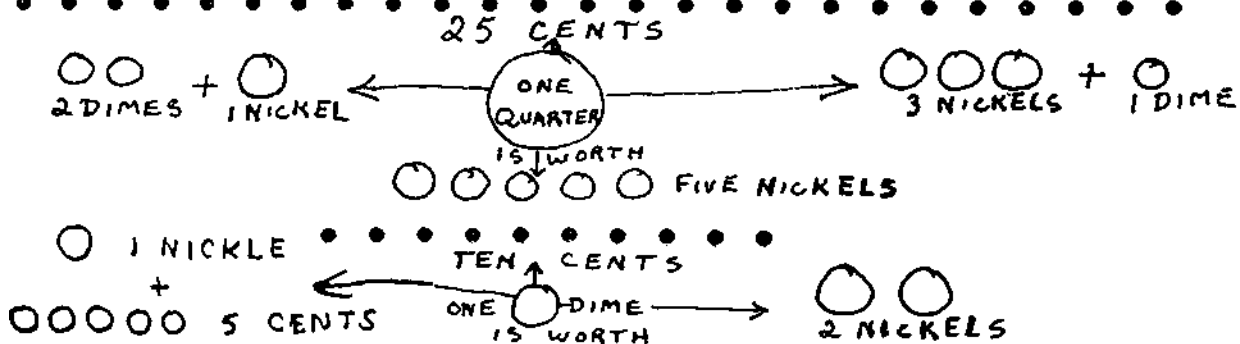 25 CENTS
2 DIMES + 1 NICKEL
ONE
QUARTER
IS WORTH
3 NICKELS + 1 DIME
FIVE NICKELS
1 NICKLE
+
5 CENTS
TEN CENTS
ONE DIME
IS WORTH
2 NICKELS